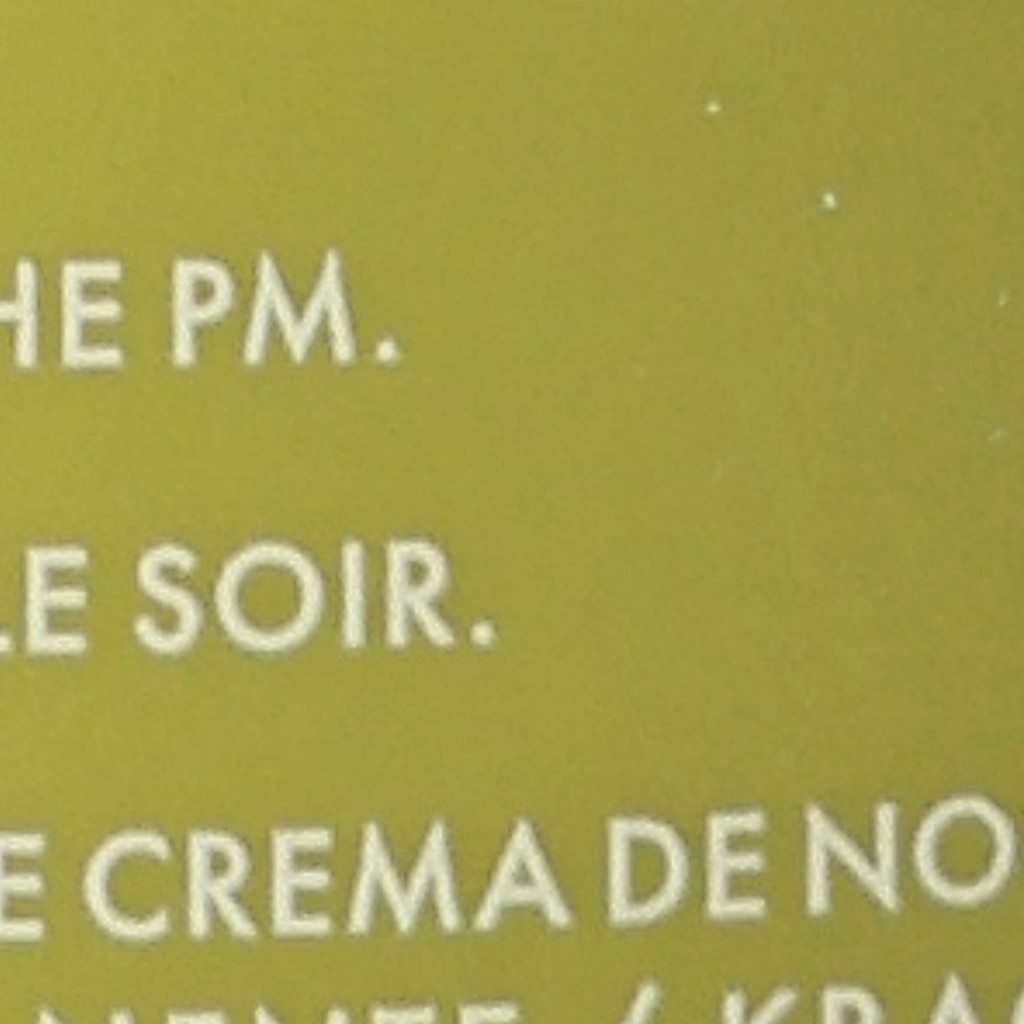 HE PM.
LE SOIR.
E CREMA DE NO